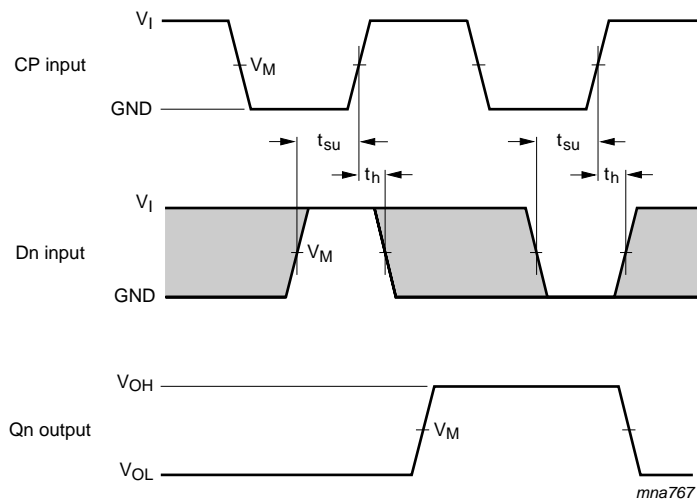 VI
CP input
VM
GND
tsu
tsu
th
th
VI
Dn input
VM
GND
VOH
Qn output
VM
VOL
mna767